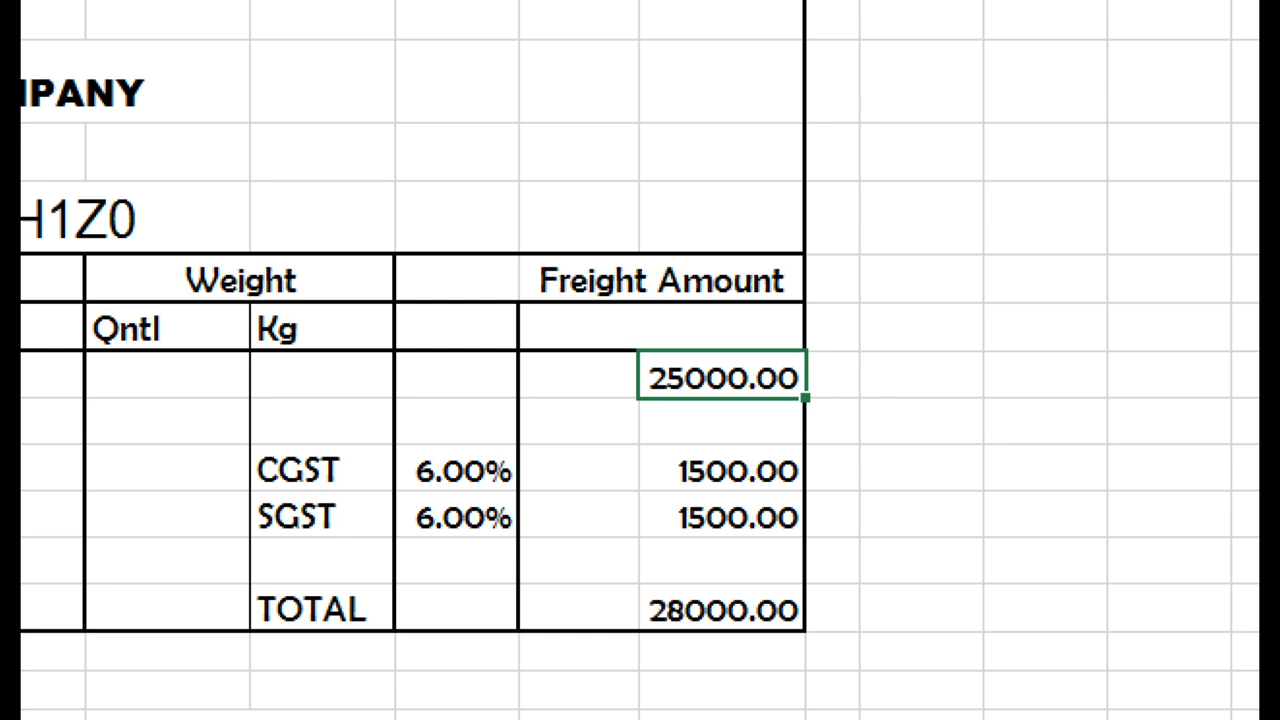 MPANY
H1Z0
Weight Freight Amount
Qntl Kg
25000.00
CGST 6.00% 1500.00
SGST 6.00% 1500.00
TOTAL 28000.00